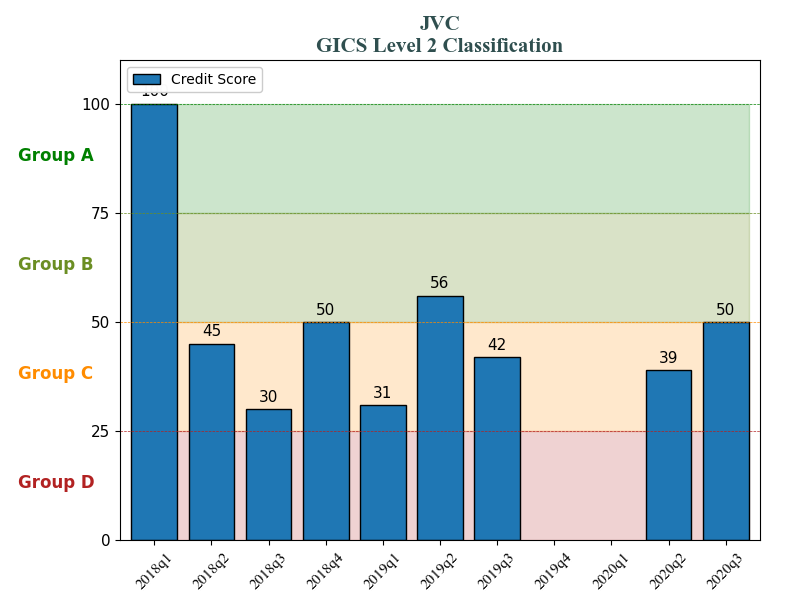 JVC
GICS Level 2 Classification
Credit Score
100
Group A
75
Group B
50
Group C
25
Group D
0
100
45
30
50
31
56
42
39
50
2018q1
2018q2
2018q3
2018q4
2019q1
2019q2
2019q3
2019q4
2020q1
2020q2
2020q3